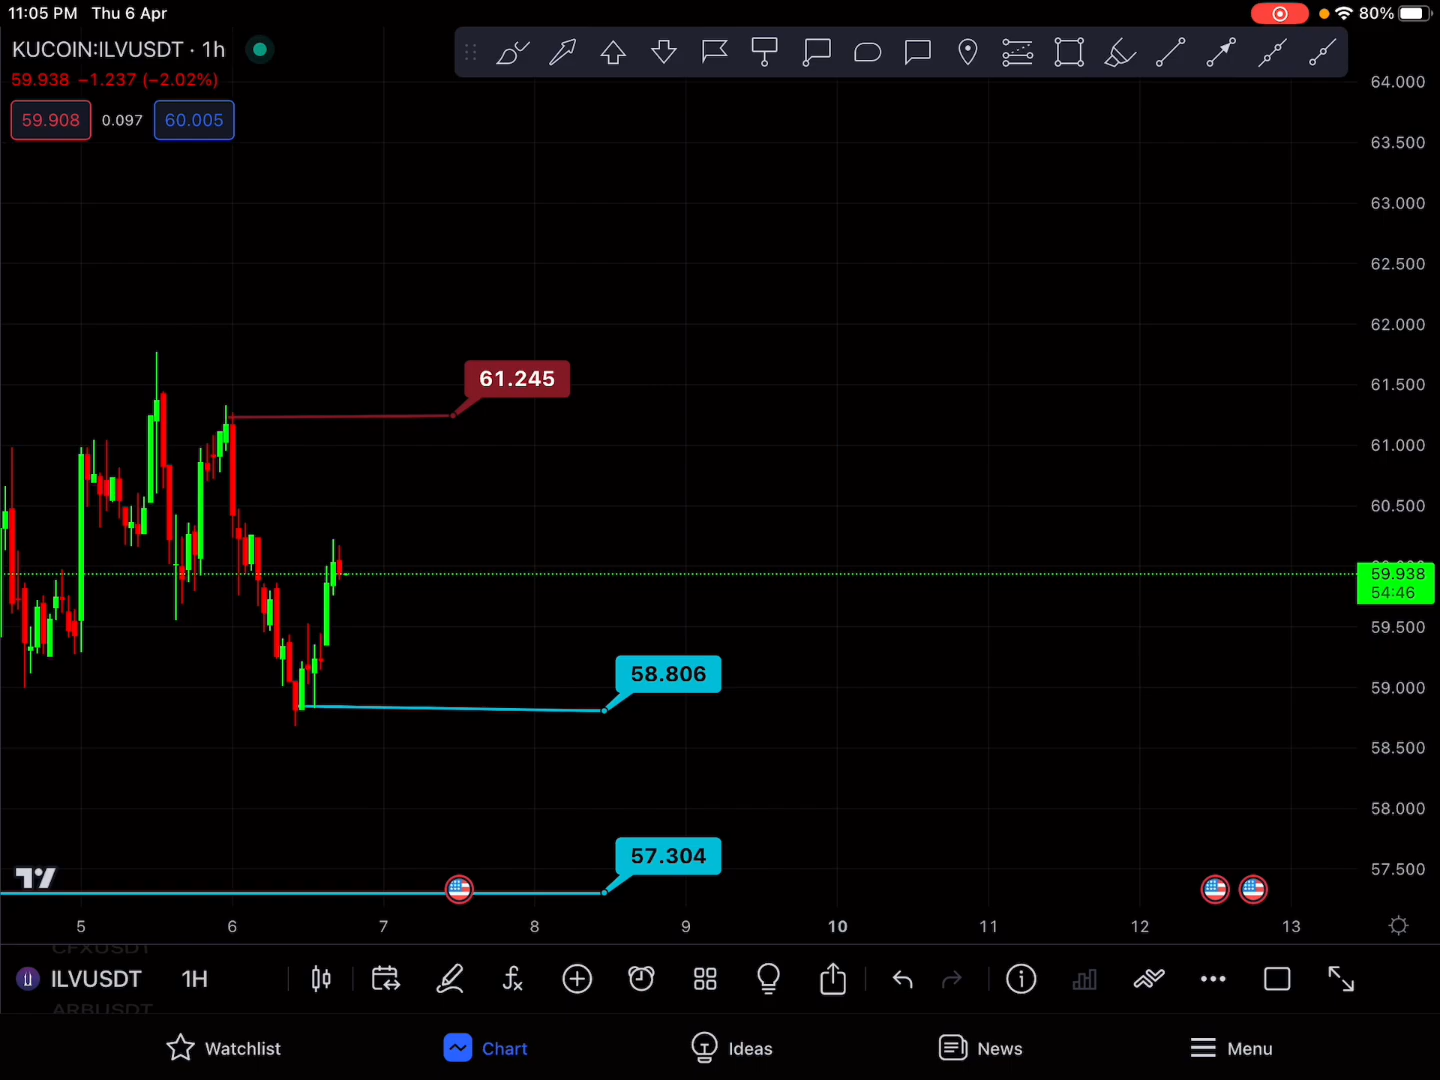 11:05 PM Thu 6 Apr
80%
KUCOIN:ILVUSDT · 1h
59.938 −1.237 (−2.02%)
59.908 0.097 60.005
64.000
63.500
63.000
62.500
62.000
61.500
61.000
60.500
59.938
54:46
59.500
59.000
58.500
58.000
57.500
61.245
58.806
57.304
5 6 7 8 9 10 11 12 13
CFXUSDT
ILVUSDT 1H
ARBUSDT
Watchlist Chart Ideas News Menu